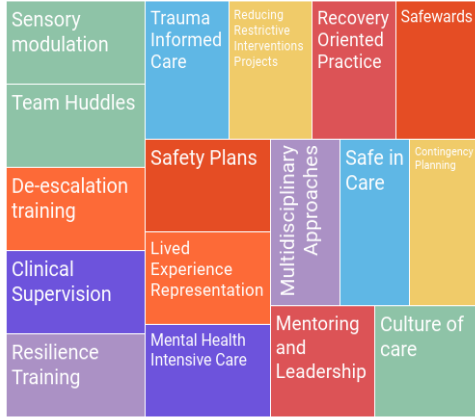 Sensory
modulation
Team Huddles
De-escalation
training
Clinical
Supervision
Resilience
Training
Trauma
Informed
Care
Reducing
Restrictive
Interventions
Projects
Recovery
Oriented
Practice
Safewards
Safety Plans
Lived
Experience
Representation
Mental Health
Intensive Care
Multidisciplinary
Approaches
Safe in
Care
Contingency
Planning
Mentoring
and
Leadership
Culture of
care